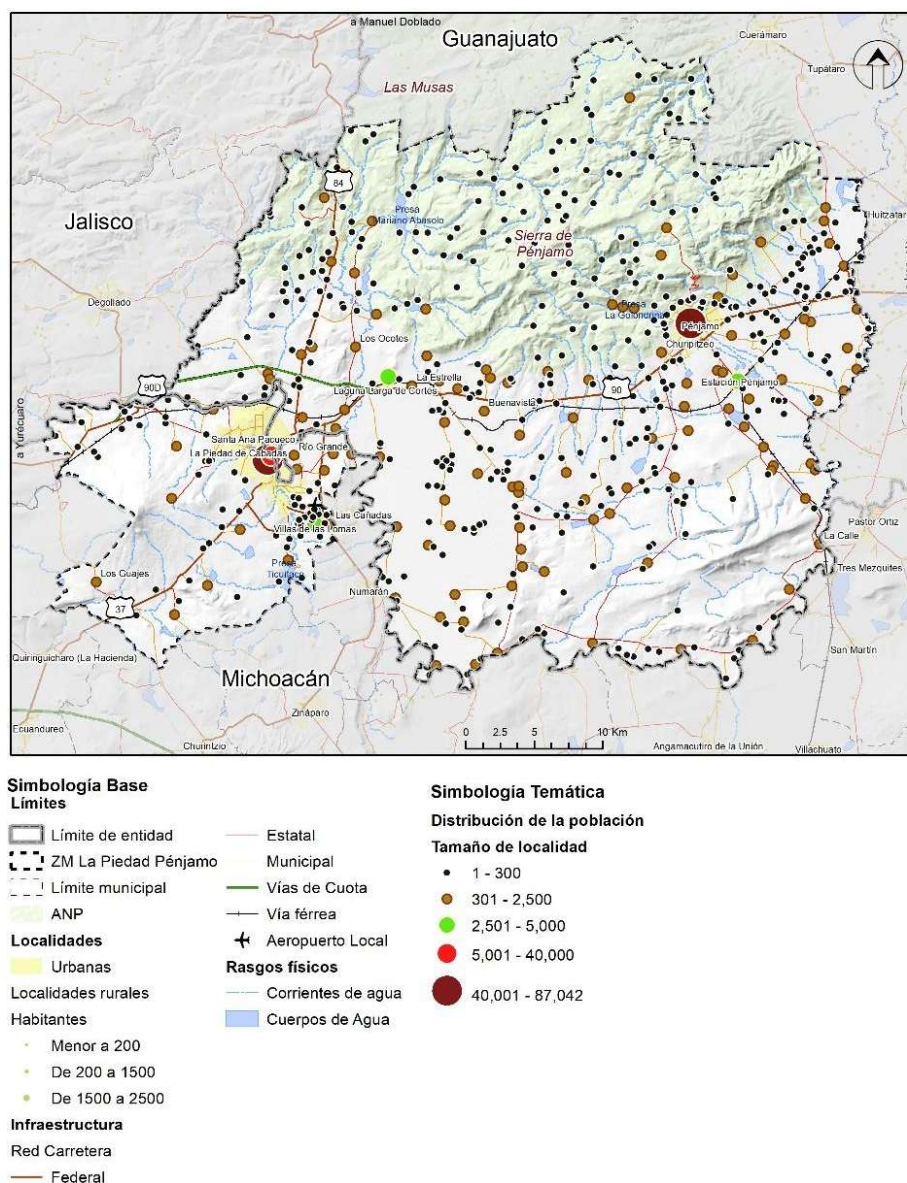 a Manuel Doblado
Guanajuato
Cuerámaro
Tupátaro
Las Musas
84
Jalisco
Presa
Mariano Abasolo
Huitzatar
Sierra de
Pénjamo
Degollado
Presa
La Golondrina
Pénjamo
Churipitzeo
Los Ocotes
90D
La Estrella
Laguna Larga de Cortés
90
Estación Pénjamo
Buenavista
a Yurécuaro
Santa Ana Pacueco
Río Grande
La Piedad de Cabadas
Las Cañadas
Villas de las Lomas
Pastor Ortiz
La Calle
Presa
Ticuitaco
Tres Mezquites
Los Guajes
Numarán
37
San Martín
Quiringüicharo (La Hacienda)
Michoacán
Zináparo
Ecuandureo
Churintzio
0 2.5 5 10 Km
Angamacutiro de la Unión
Villachuato
Simbología Base
Límites
Límite de entidad
ZM La Piedad Pénjamo
Límite municipal
ANP
Localidades
Urbanas
Localidades rurales
Habitantes
Menor a 200
De 200 a 1500
De 1500 a 2500
Infraestructura
Red Carretera
Federal
Estatal
Municipal
Vías de Cuota
Vía férrea
Aeropuerto Local
Rasgos físicos
Corrientes de agua
Cuerpos de Agua
Simbología Temática
Distribución de la población
Tamaño de localidad
1 - 300
301 - 2,500
2,501 - 5,000
5,001 - 40,000
40,001 - 87,042